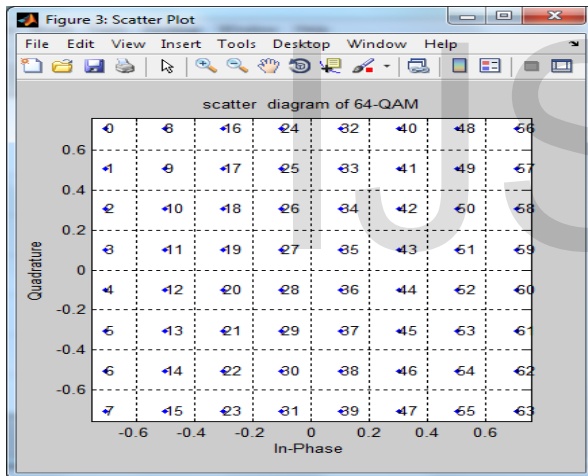 Figure 3: Scatter Plot
File Edit View Insert Tools Desktop Window Help
scatter diagram of 64-QAM
0 8 16 24 32 40 48 56
0.6
1 9 17 25 33 41 49 57
0.4
2 10 18 26 34 42 50 58
0.2
3 11 19 27 35 43 51 59
0
4 12 20 28 36 44 52 60
-0.2
5 13 21 29 37 45 53 61
-0.4
6 14 22 30 38 46 54 62
-0.6
7 15 23 31 39 47 55 63
Quadrature
-0.6 -0.4 -0.2 0 0.2 0.4 0.6
In-Phase
IJS